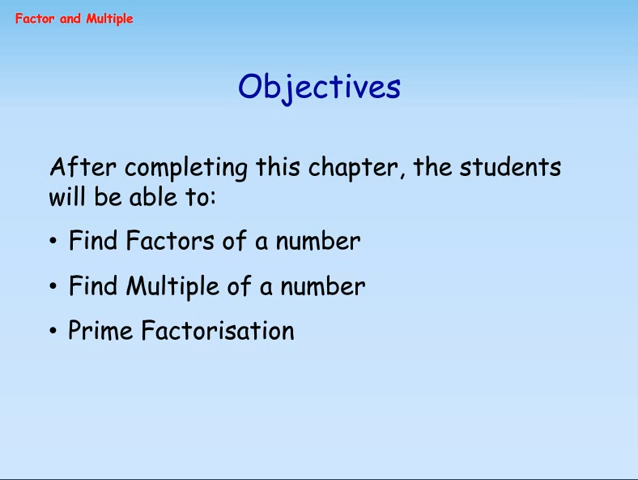 Factor and Multiple
Objectives
After completing this chapter, the students
will be able to:
• Find Factors of a number
• Find Multiple of a number
• Prime Factorisation